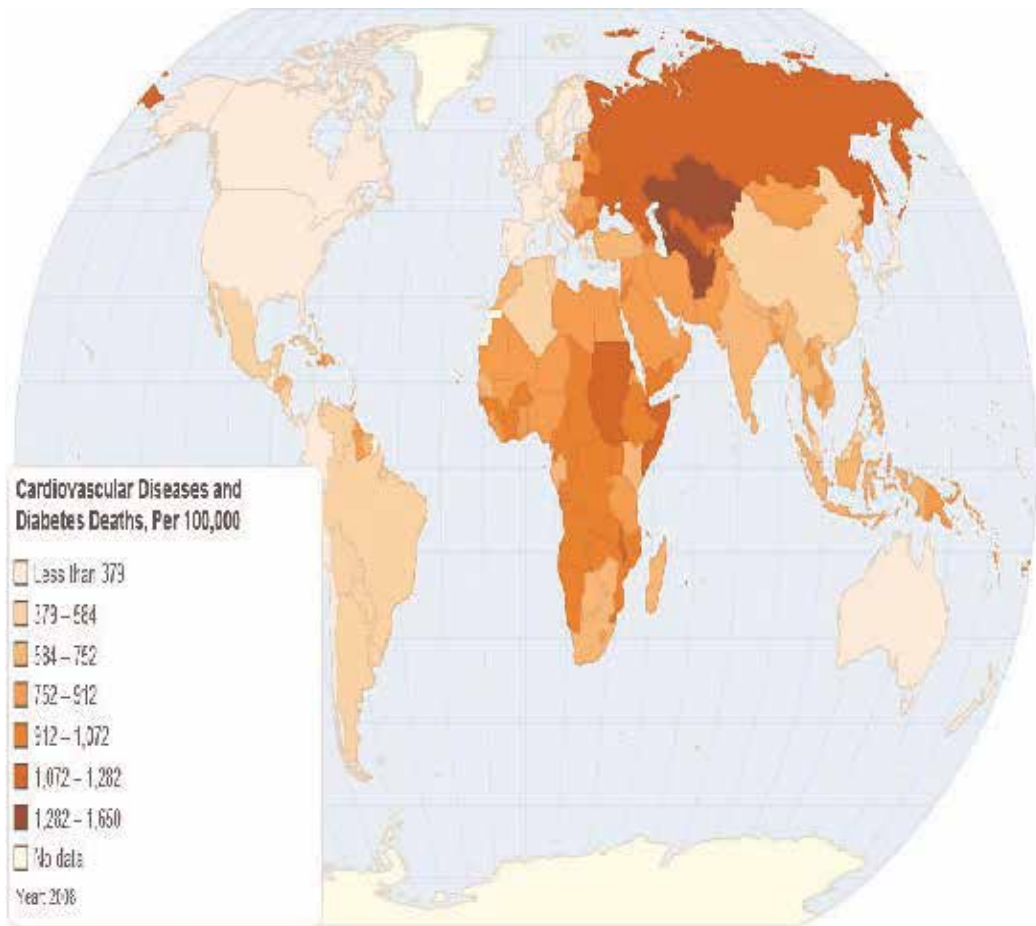 Cardiovascular Diseases and
Diabetes Deaths, Per 100,000
Less than 379
379 – 584
584 – 752
752 – 912
912 – 1,072
1,072 – 1,282
1,282 – 1,650
No data
Year: 2008